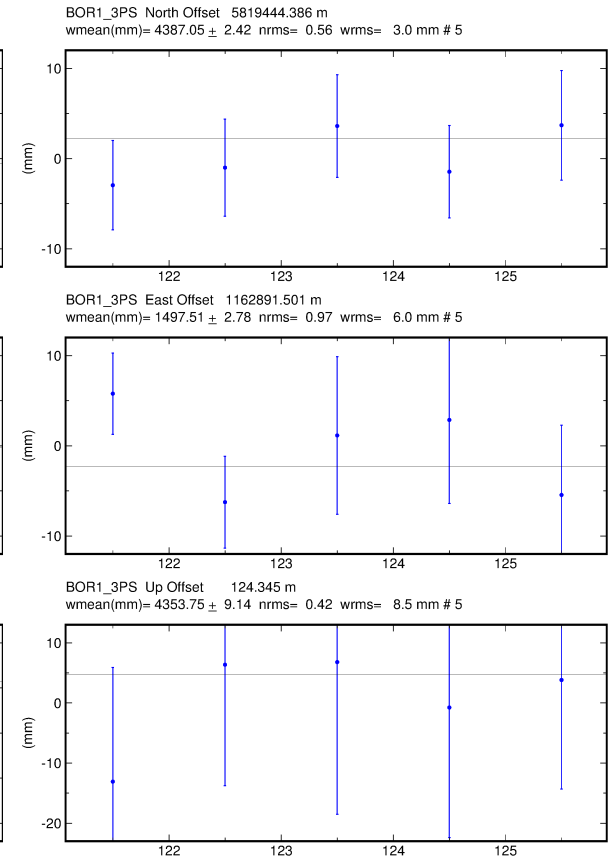 BOR1_3PS North Offset 5819444.386 m
wmean(mm)= 4387.05 ± 2.42 nrms= 0.56 wrms= 3.0 mm # 5
10
0
-10
(mm)
122 123 124 125
BOR1_3PS East Offset 1162891.501 m
wmean(mm)= 1497.51 ± 2.78 nrms= 0.97 wrms= 6.0 mm # 5
10
0
-10
(mm)
122 123 124 125
BOR1_3PS Up Offset 124.345 m
wmean(mm)= 4353.75 ± 9.14 nrms= 0.42 wrms= 8.5 mm # 5
10
0
-10
-20
(mm)
122 123 124 125